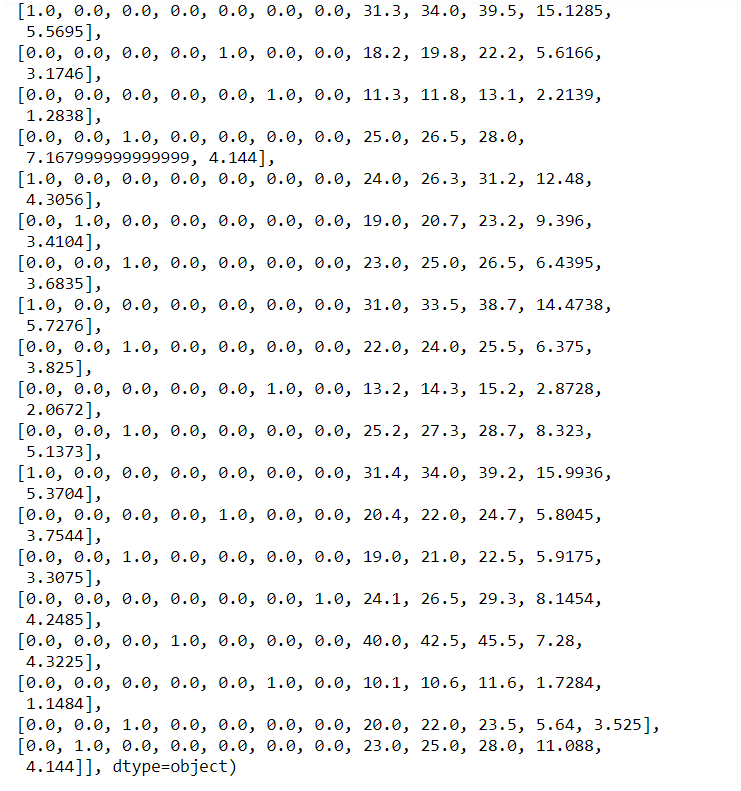 [1.0, 0.0, 0.0, 0.0, 0.0, 0.0, 0.0, 31.3, 34.0, 39.5, 15.1285,
5.5695],
[0.0, 0.0, 0.0, 0.0, 1.0, 0.0, 0.0, 18.2, 19.8, 22.2, 5.6166,
3.1746],
[0.0, 0.0, 0.0, 0.0, 0.0, 1.0, 0.0, 11.3, 11.8, 13.1, 2.2139,
1.2838],
[0.0, 0.0, 1.0, 0.0, 0.0, 0.0, 0.0, 25.0, 26.5, 28.0,
7.167999999999999, 4.144],
[1.0, 0.0, 0.0, 0.0, 0.0, 0.0, 0.0, 24.0, 26.3, 31.2, 12.48,
4.3056],
[0.0, 1.0, 0.0, 0.0, 0.0, 0.0, 0.0, 19.0, 20.7, 23.2, 9.396,
3.4104],
[0.0, 0.0, 1.0, 0.0, 0.0, 0.0, 0.0, 23.0, 25.0, 26.5, 6.4395,
3.6835],
[1.0, 0.0, 0.0, 0.0, 0.0, 0.0, 0.0, 31.0, 33.5, 38.7, 14.4738,
5.7276],
[0.0, 0.0, 1.0, 0.0, 0.0, 0.0, 0.0, 22.0, 24.0, 25.5, 6.375,
3.825],
[0.0, 0.0, 0.0, 0.0, 0.0, 1.0, 0.0, 13.2, 14.3, 15.2, 2.8728,
2.0672],
[0.0, 0.0, 1.0, 0.0, 0.0, 0.0, 0.0, 25.2, 27.3, 28.7, 8.323,
5.1373],
[1.0, 0.0, 0.0, 0.0, 0.0, 0.0, 0.0, 31.4, 34.0, 39.2, 15.9936,
5.3704],
[0.0, 0.0, 0.0, 0.0, 1.0, 0.0, 0.0, 20.4, 22.0, 24.7, 5.8045,
3.7544],
[0.0, 0.0, 1.0, 0.0, 0.0, 0.0, 0.0, 19.0, 21.0, 22.5, 5.9175,
3.3075],
[0.0, 0.0, 0.0, 0.0, 0.0, 0.0, 1.0, 24.1, 26.5, 29.3, 8.1454,
4.2485],
[0.0, 0.0, 0.0, 1.0, 0.0, 0.0, 0.0, 40.0, 42.5, 45.5, 7.28,
4.3225],
[0.0, 0.0, 0.0, 0.0, 0.0, 1.0, 0.0, 10.1, 10.6, 11.6, 1.7284,
1.1484],
[0.0, 0.0, 1.0, 0.0, 0.0, 0.0, 0.0, 20.0, 22.0, 23.5, 5.64, 3.525],
[0.0, 1.0, 0.0, 0.0, 0.0, 0.0, 0.0, 23.0, 25.0, 28.0, 11.088,
4.144]], dtype=object)